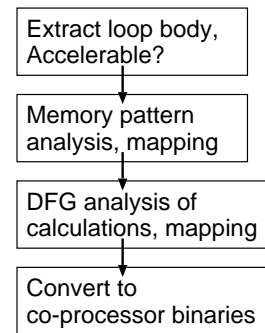 Extract loop body,
Accelerable?
Memory pattern
analysis, mapping
DFG analysis of
calculations, mapping
Convert to
co-processor binaries